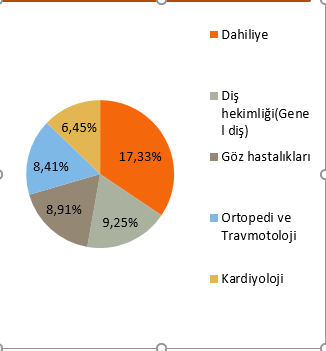 Dahiliye
Diş
hekimliği(Gene
l diş)
Göz hastalıkları
Ortopedi ve
Travmotoloji
Kardiyoloji
6,45%
17,33%
8,41%
8,91%
9,25%